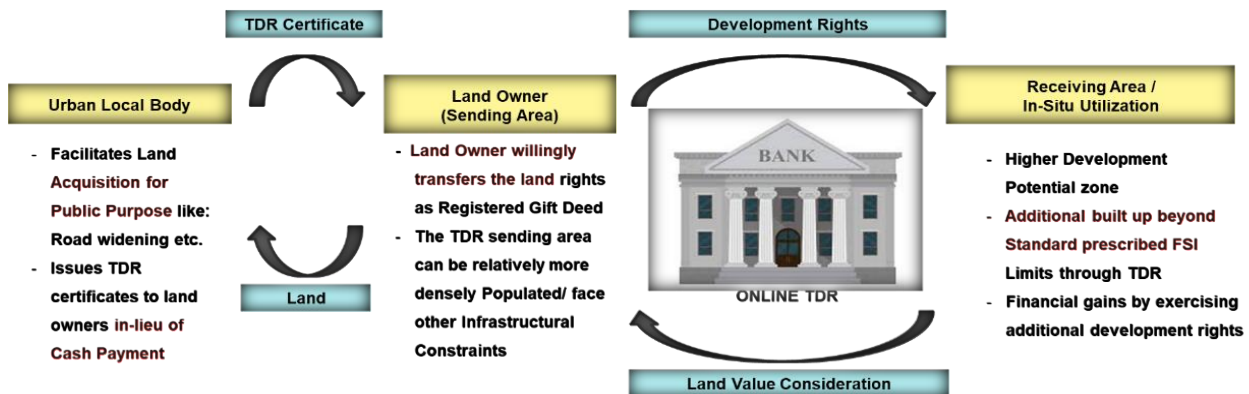 TDR Certificate
Development Rights
Urban Local Body
Land Owner
(Sending Area)
Receiving Area /
In-Situ Utilization
- Facilitates Land
Acquisition for
Public Purpose like:
Road widening etc.
- Issues TDR
certificates to land
owners in-lieu of
Cash Payment
Land
- Land Owner willingly
transfers the land rights
as Registered Gift Deed
- The TDR sending area
can be relatively more
densely Populated/ face
other Infrastructural
Constraints
BANK
ONLINE TDR
- Higher Development
Potential zone
- Additional built up beyond
Standard prescribed FSI
Limits through TDR
- Financial gains by exercising
additional development rights
Land Value Consideration